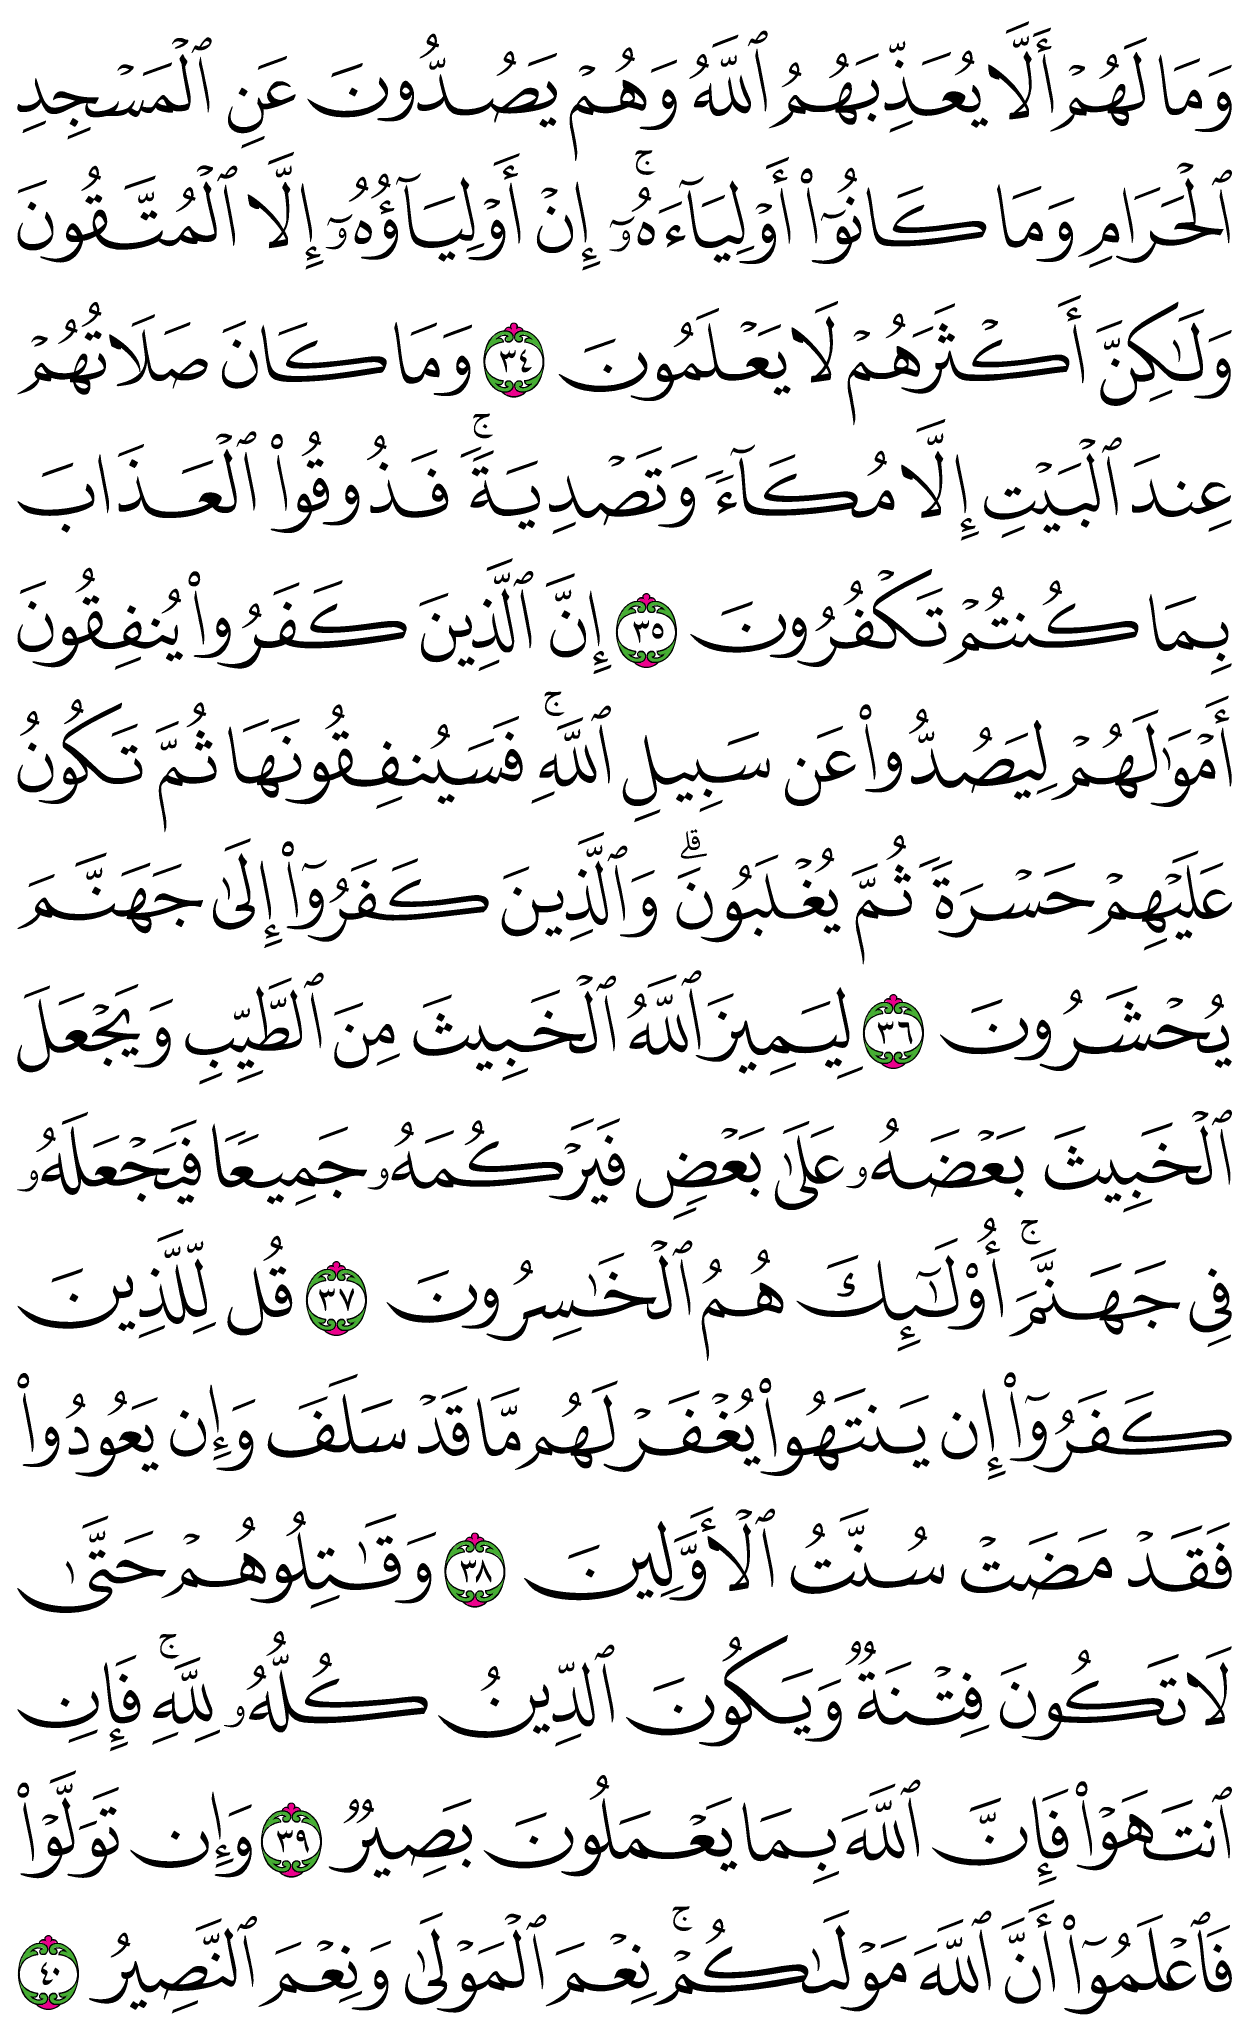 وَمَا لَهُمۡ أَلَّا يُعَذِّبَهُمُ ٱللَّهُ وَهُمۡ يَصُدُّونَ عَنِ ٱلۡمَسۡجِدِ
ٱلۡحَرَامِ وَمَا كَانُوٓاْ أَوۡلِيَآءَهُۥٓۚ إِنۡ أَوۡلِيَآؤُهُۥٓ إِلَّا ٱلۡمُتَّقُونَ
وَلَٰكِنَّ أَكۡثَرَهُمۡ لَا يَعۡلَمُونَ ٣٤ وَمَا كَانَ صَلَاتُهُمۡ
عِندَ ٱلۡبَيۡتِ إِلَّا مُكَآءٗ وَتَصۡدِيَةٗۚ فَذُوقُواْ ٱلۡعَذَابَ
بِمَا كُنتُمۡ تَكۡفُرُونَ ٣٥ إِنَّ ٱلَّذِينَ كَفَرُواْ يُنفِقُونَ
أَمۡوَٰلَهُمۡ لِيَصُدُّواْ عَن سَبِيلِ ٱللَّهِۚ فَسَيُنفِقُونَهَا ثُمَّ تَكُونُ
عَلَيۡهِمۡ حَسۡرَةٗ ثُمَّ يُغۡلَبُونَۗ وَٱلَّذِينَ كَفَرُوٓاْ إِلَىٰ جَهَنَّمَ
يُحۡشَرُونَ ٣٦ لِيَمِيزَ ٱللَّهُ ٱلۡخَبِيثَ مِنَ ٱلطَّيِّبِ وَيَجۡعَلَ
ٱلۡخَبِيثَ بَعۡضَهُۥ عَلَىٰ بَعۡضٖ فَيَرۡكُمَهُۥ جَمِيعٗا فَيَجۡعَلَهُۥ
فِي جَهَنَّمَۚ أُوْلَٰٓئِكَ هُمُ ٱلۡخَٰسِرُونَ ٣٧ قُل لِّلَّذِينَ
كَفَرُوٓاْ إِن يَنتَهُواْ يُغۡفَرۡ لَهُم مَّا قَدۡ سَلَفَ وَإِن يَعُودُواْ
فَقَدۡ مَضَتۡ سُنَّتُ ٱلۡأَوَّلِينَ ٣٨ وَقَٰتِلُوهُمۡ حَتَّىٰ
لَا تَكُونَ فِتۡنَةٞ وَيَكُونَ ٱلدِّينُ كُلُّهُۥ لِلَّهِۚ فَإِنِ
ٱنتَهَوۡاْ فَإِنَّ ٱللَّهَ بِمَا يَعۡمَلُونَ بَصِيرٞ ٣٩ وَإِن تَوَلَّوۡاْ
فَٱعۡلَمُوٓاْ أَنَّ ٱللَّهَ مَوۡلَىٰكُمۡۚ نِعۡمَ ٱلۡمَوۡلَىٰ وَنِعۡمَ ٱلنَّصِيرُ ٤٠